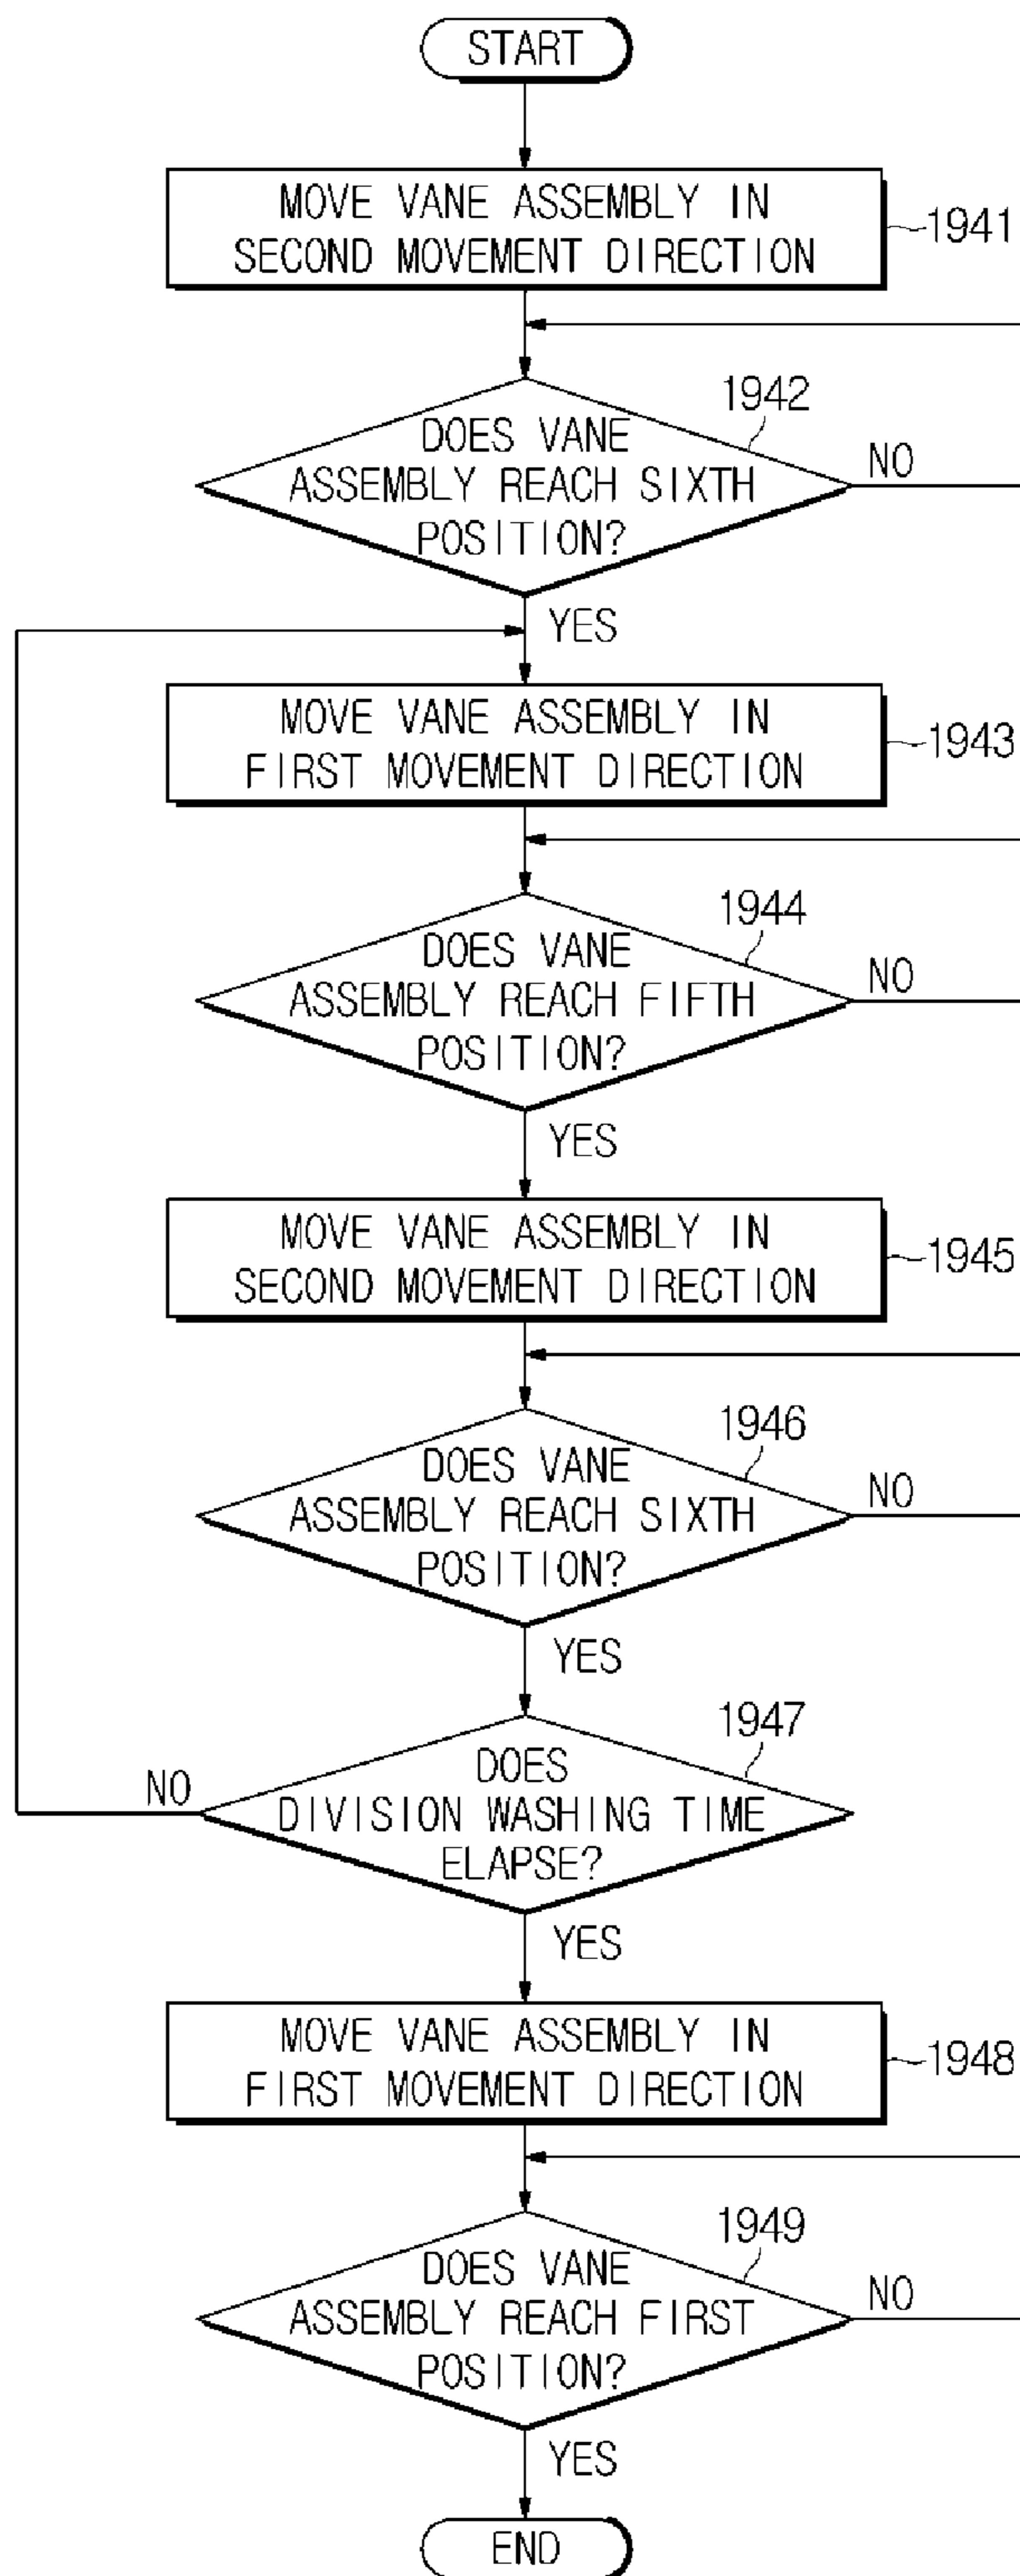 START
MOVE VANE ASSEMBLY IN
SECOND MOVEMENT DIRECTION
1941
1942
DOES VANE
ASSEMBLY REACH SIXTH
POSITION?
NO
YES
MOVE VANE ASSEMBLY IN
FIRST MOVEMENT DIRECTION
1943
1944
DOES VANE
ASSEMBLY REACH FIFTH
POSITION?
NO
YES
MOVE VANE ASSEMBLY IN
SECOND MOVEMENT DIRECTION
1945
1946
DOES VANE
ASSEMBLY REACH SIXTH
POSITION?
NO
YES
1947
DOES
DIVISION WASHING TIME
ELAPSE?
NO
YES
MOVE VANE ASSEMBLY IN
FIRST MOVEMENT DIRECTION
1948
1949
DOES VANE
ASSEMBLY REACH FIRST
POSITION?
NO
YES
END